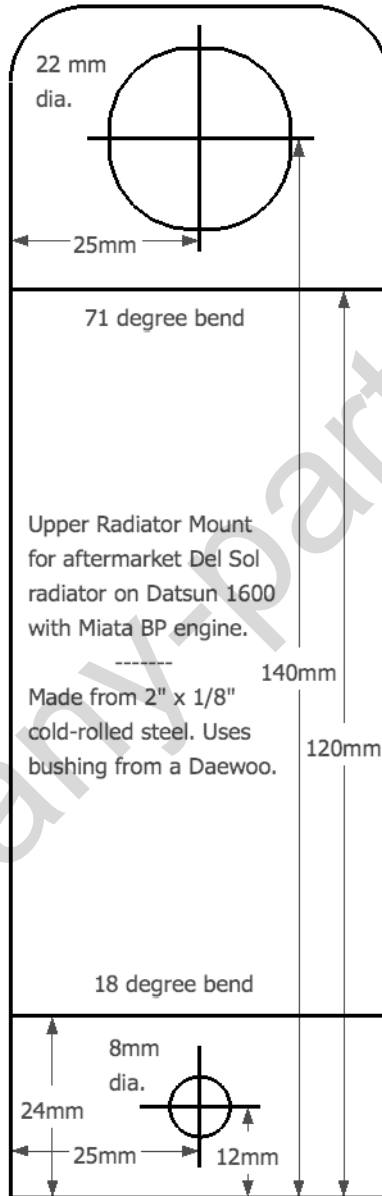 22 mm
dia.
25mm
71 degree bend
Upper Radiator Mount
for aftermarket Del Sol
radiator on Datsun 1600
with Miata BP engine.
-------
Made from 2" x 1/8"
cold-rolled steel. Uses
bushing from a Daewoo.
140mm
120mm
18 degree bend
8mm
dia.
24mm
25mm
12mm
any-part